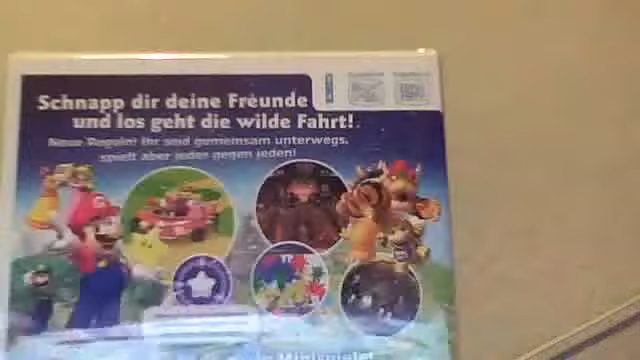 Schnapp dir deine Freunde
und los geht die wilde Fahrt!
Neue Regeln! Ihr seid gemeinsam unterwegs,
spielt aber jeder gegen jeden!
Minispiele!